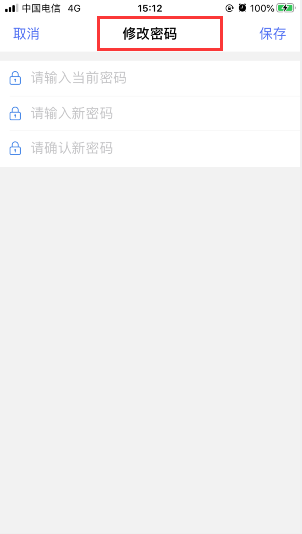 中国电信 4G 15:12 100%
取消 修改密码 保存
请输入当前密码
请输入新密码
请确认新密码